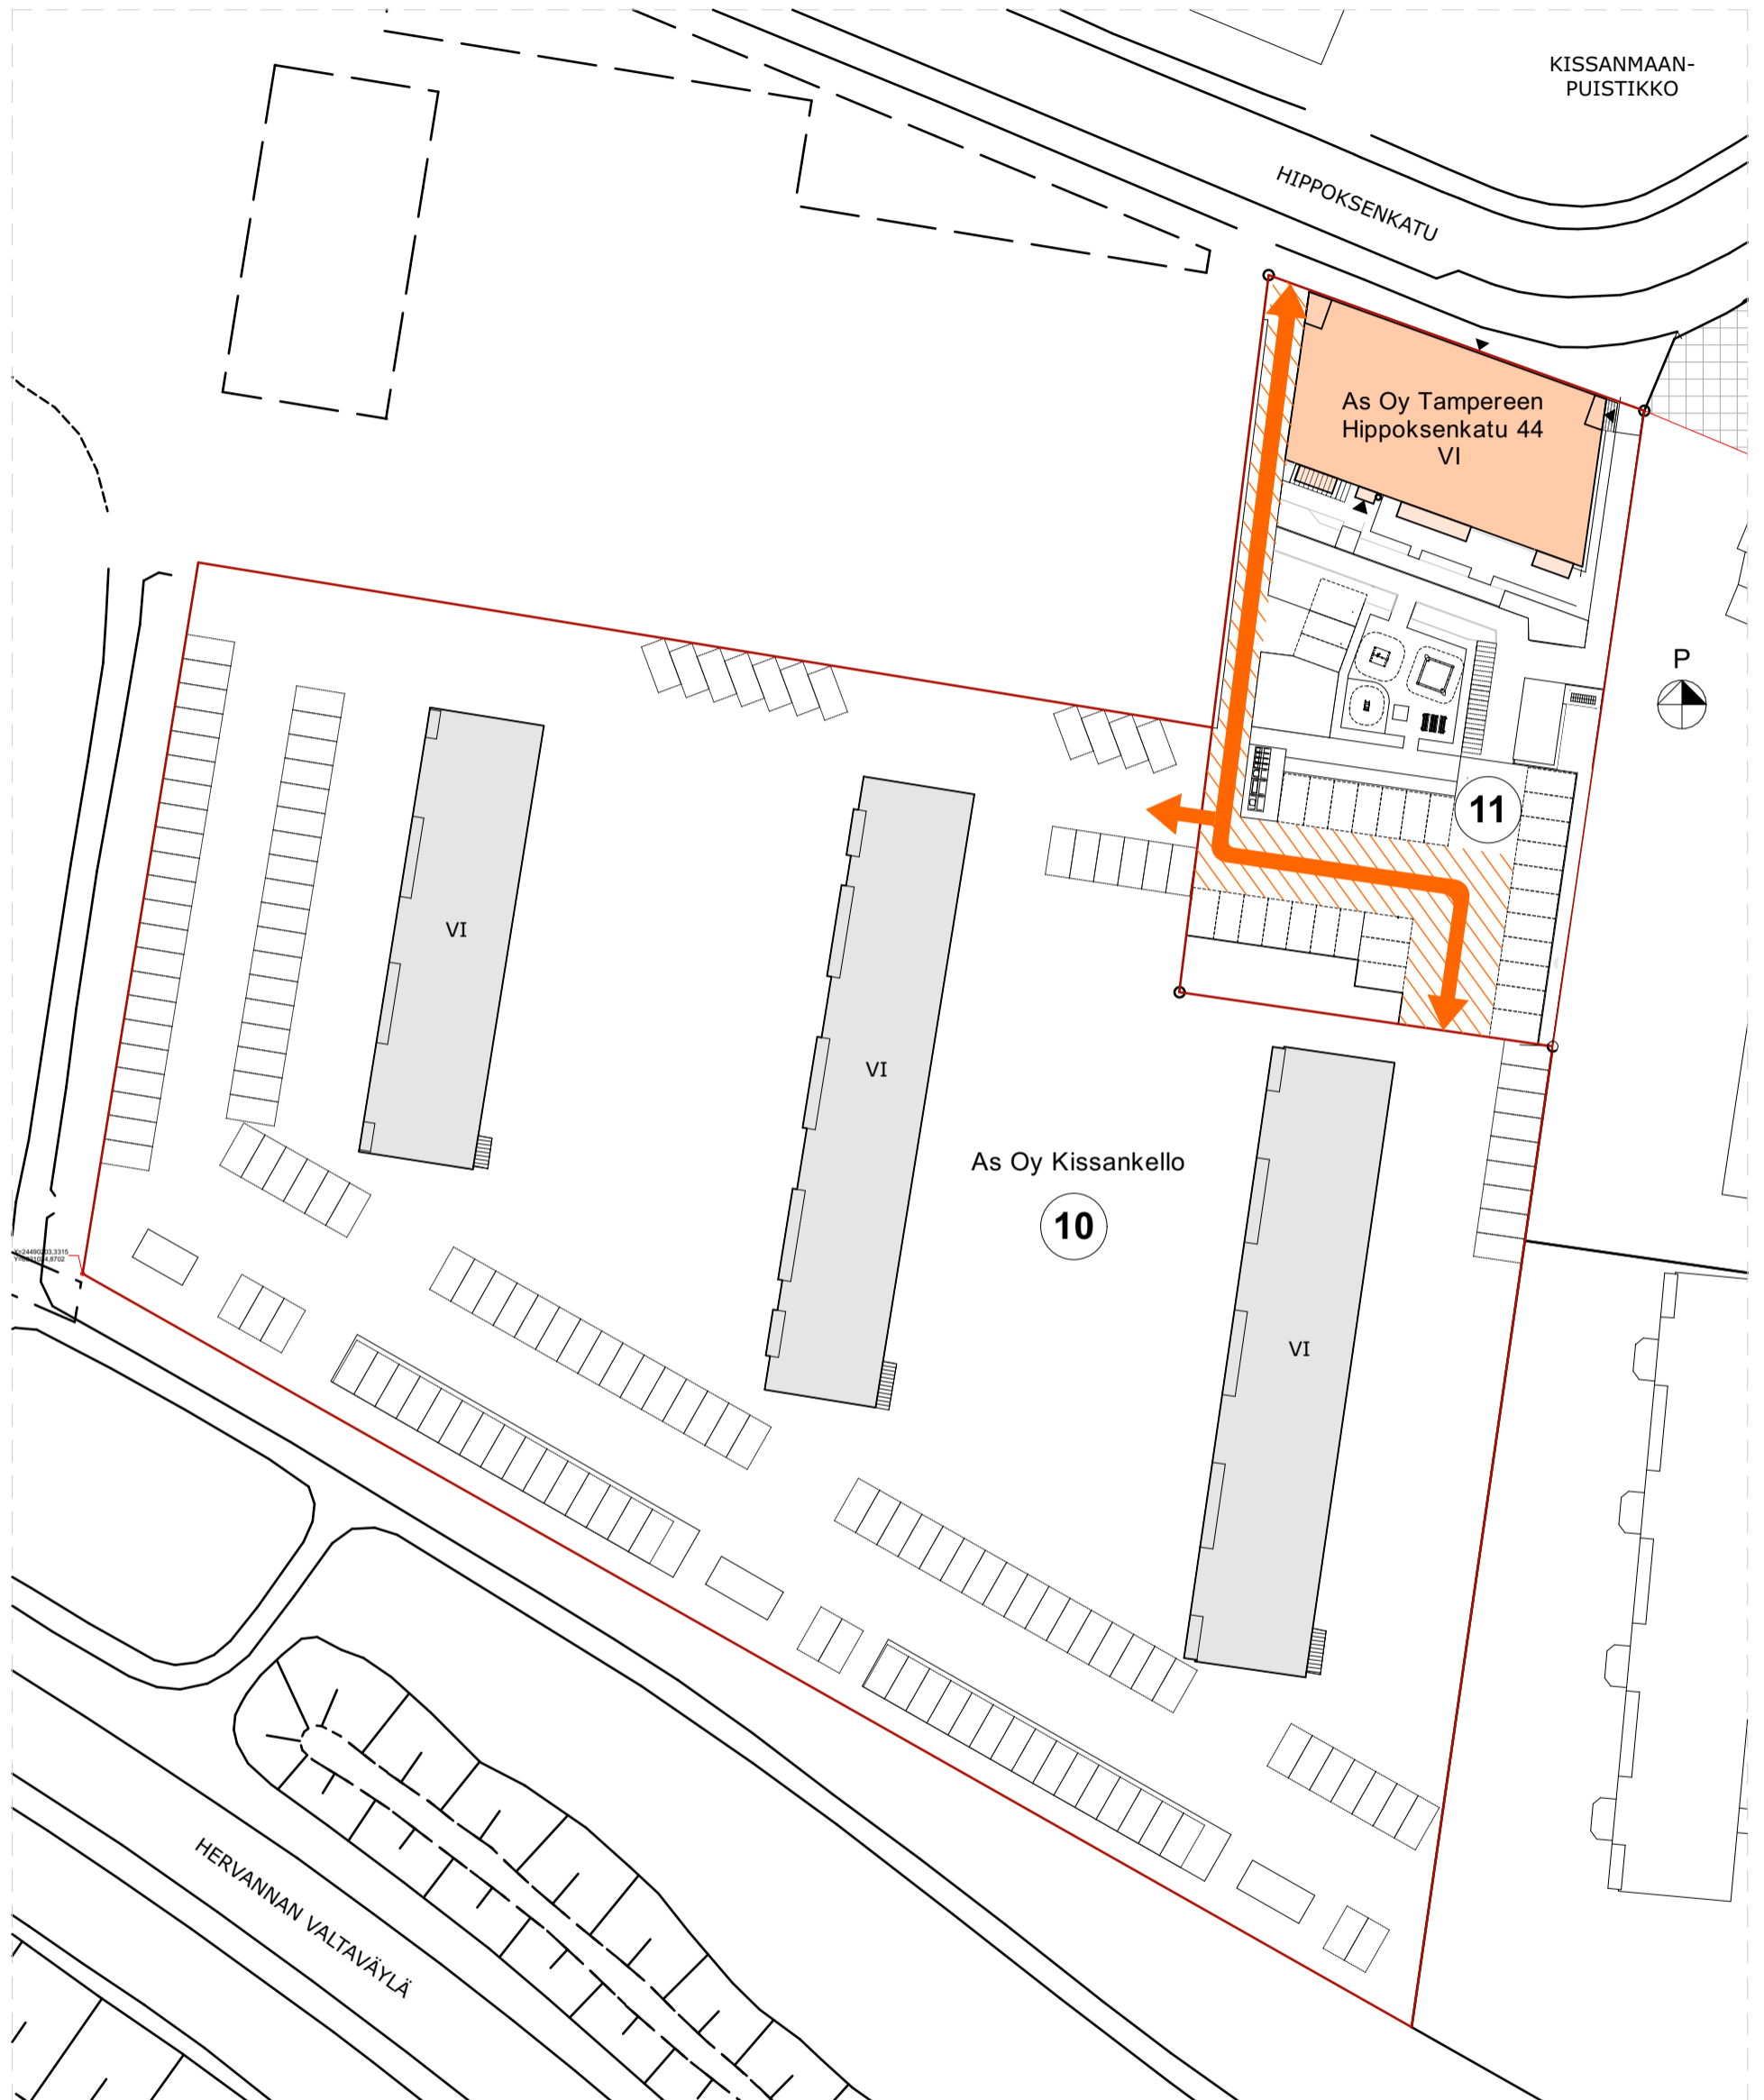 KISSANMAAN-
PUISTIKKO
HIPPOKSENKATU
As Oy Tampereen
Hippoksenkatu 44
VI
P
11
VI
VI
As Oy Kissankello
10
VI
HERVANNAN VALTAVÄYLÄ